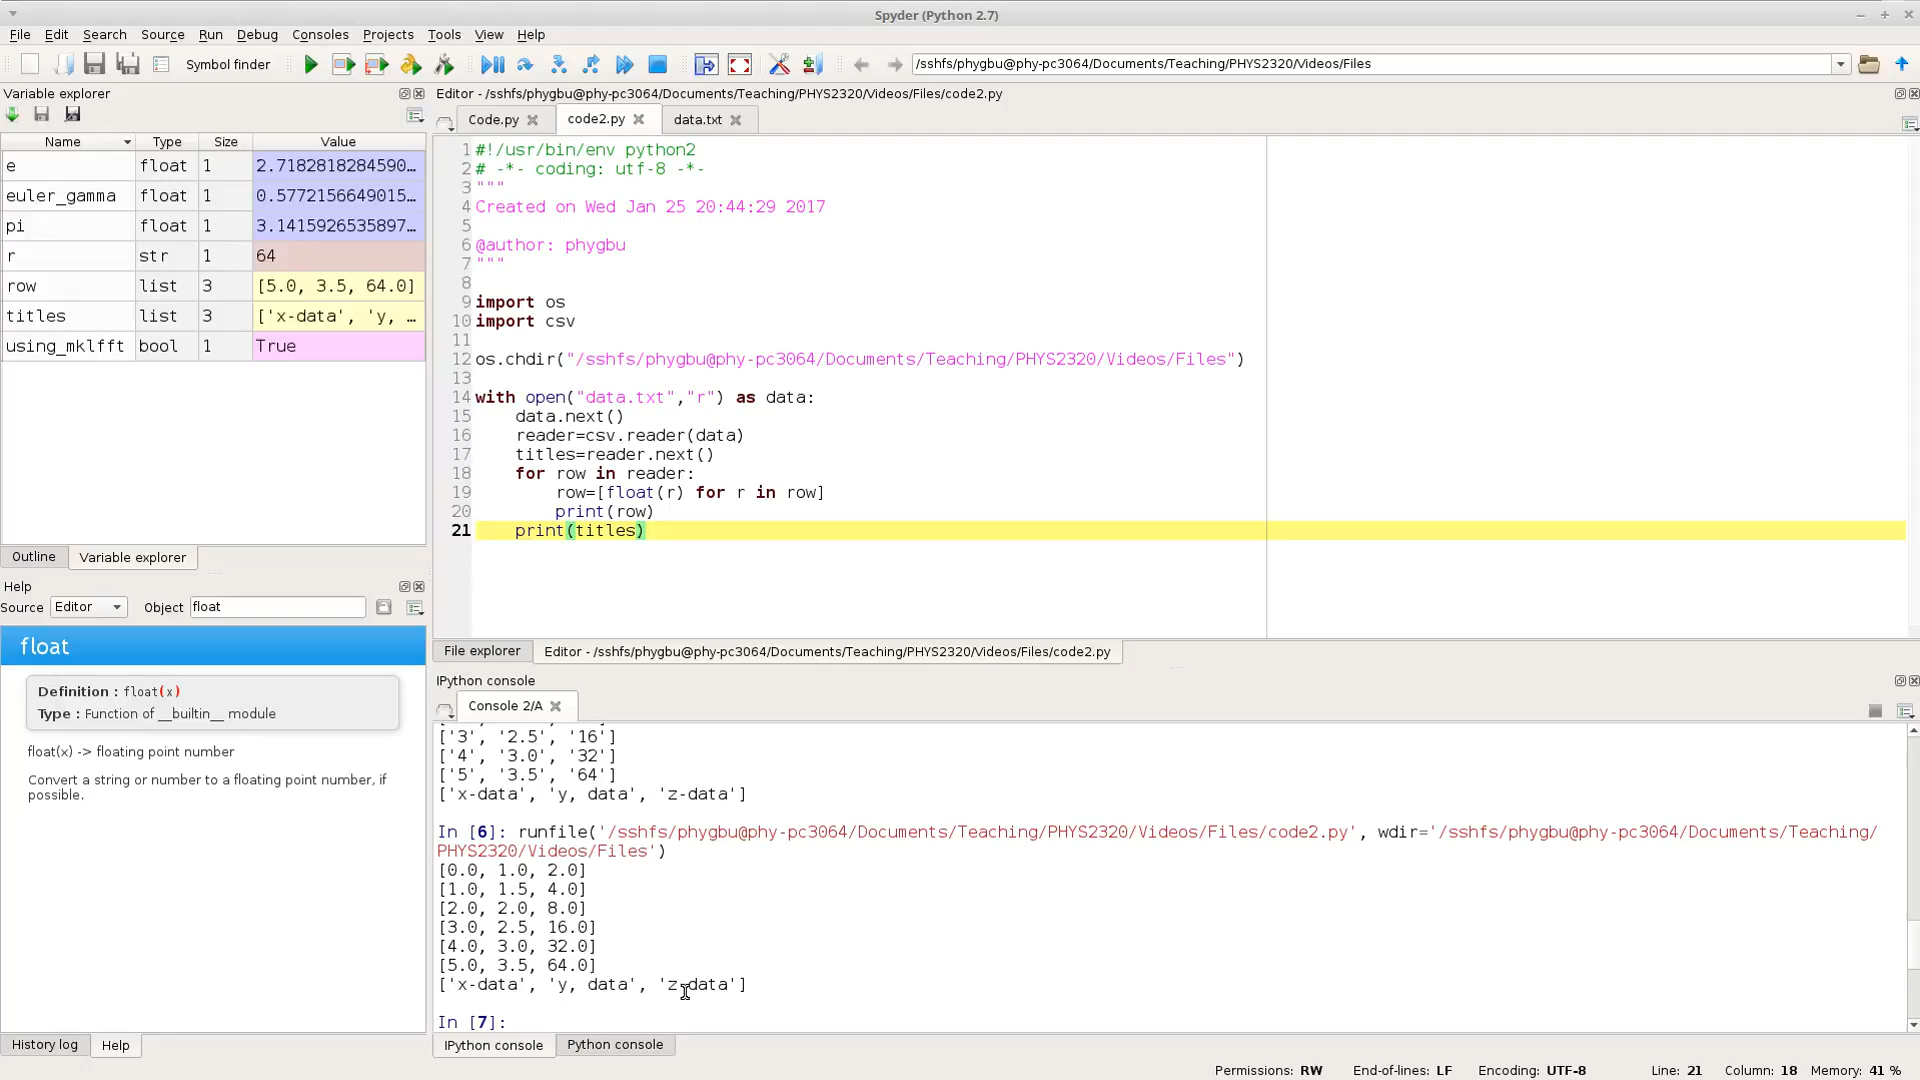 Spyder (Python 2.7)
File Edit Search Source Run Debug Consoles Projects Tools View Help
Symbol finder
/sshfs/phygbu@phy-pc3064/Documents/Teaching/PHYS2320/Videos/Files
Variable explorer
Name Type Size Value
e float 1 2.7182818284590…
euler_gamma float 1 0.5772156649015…
pi float 1 3.1415926535897…
r str 1 64
row list 3 [5.0, 3.5, 64.0]
titles list 3 ['x-data', 'y, …
using_mklfft bool 1 True
Outline Variable explorer
Help
Source Editor Object float
float
Definition : float(x)
Type : Function of __builtin__ module
float(x) -> floating point number
Convert a string or number to a floating point number, if
possible.
History log Help
Editor - /sshfs/phygbu@phy-pc3064/Documents/Teaching/PHYS2320/Videos/Files/code2.py
Code.py code2.py data.txt
1 #!/usr/bin/env python2
2 # -*- coding: utf-8 -*-
3 """
4 Created on Wed Jan 25 20:44:29 2017
5
6 @author: phygbu
7 """
8
9 import os
10 import csv
11
12 os.chdir("/sshfs/phygbu@phy-pc3064/Documents/Teaching/PHYS2320/Videos/Files")
13
14 with open("data.txt","r") as data:
15     data.next()
16     reader=csv.reader(data)
17     titles=reader.next()
18     for row in reader:
19         row=[float(r) for r in row]
20         print(row)
21     print(titles)
File explorer Editor - /sshfs/phygbu@phy-pc3064/Documents/Teaching/PHYS2320/Videos/Files/code2.py
IPython console
Console 2/A
['3', '2.5', '16']
['4', '3.0', '32']
['5', '3.5', '64']
['x-data', 'y, data', 'z-data']
In [6]: runfile('/sshfs/phygbu@phy-pc3064/Documents/Teaching/PHYS2320/Videos/Files/code2.py', wdir='/sshfs/phygbu@phy-pc3064/Documents/Teaching/
PHYS2320/Videos/Files')
[0.0, 1.0, 2.0]
[1.0, 1.5, 4.0]
[2.0, 2.0, 8.0]
[3.0, 2.5, 16.0]
[4.0, 3.0, 32.0]
[5.0, 3.5, 64.0]
['x-data', 'y, data', 'z-data']
In [7]:
IPython console Python console
Permissions: RW End-of-lines: LF Encoding: UTF-8 Line: 21 Column: 18 Memory: 41 %